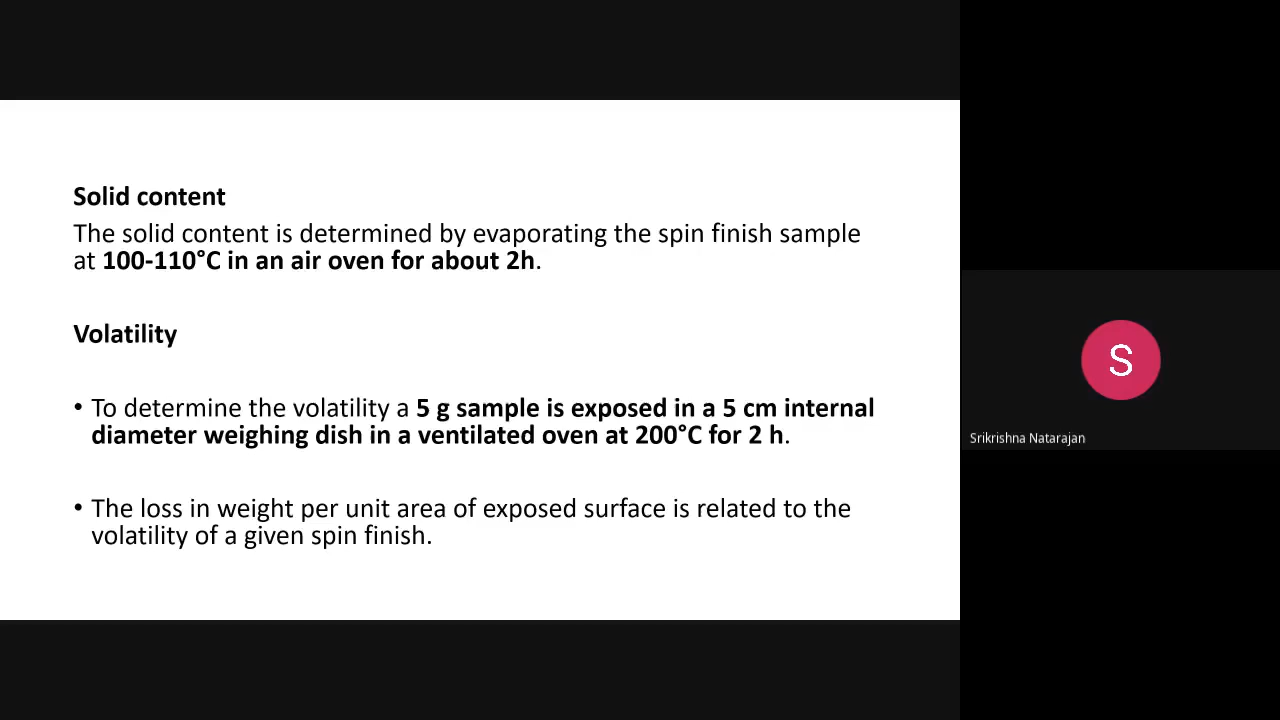 Solid content
The solid content is determined by evaporating the spin finish sample
at 100-110°C in an air oven for about 2h.
Volatility
• To determine the volatility a 5 g sample is exposed in a 5 cm internal
diameter weighing dish in a ventilated oven at 200°C for 2 h.
• The loss in weight per unit area of exposed surface is related to the
volatility of a given spin finish.
S
Srikrishna Natarajan